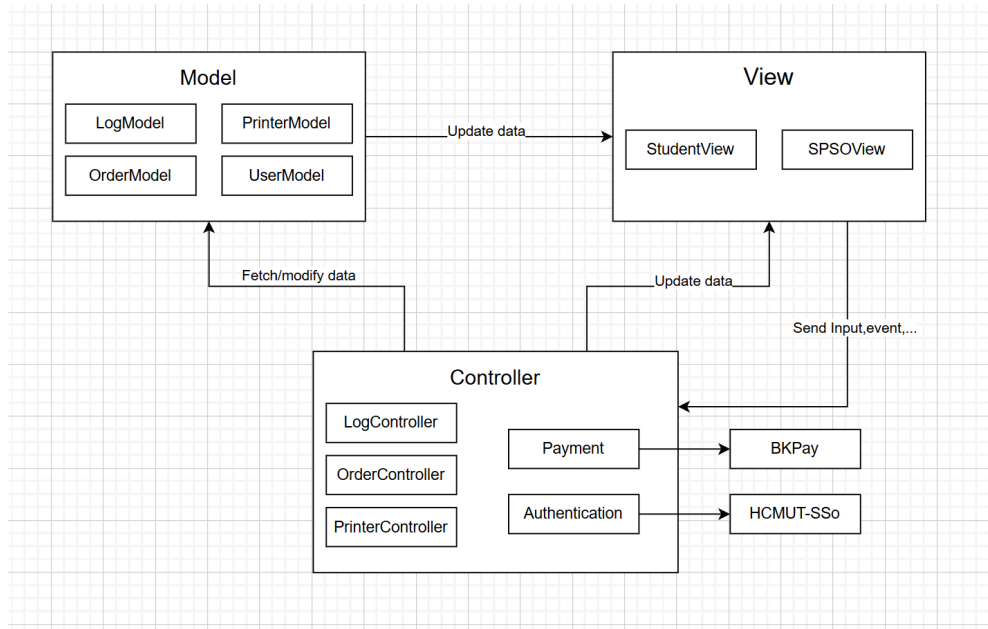 Model
LogModel
PrinterModel
OrderModel
UserModel
Update data
View
StudentView
SPSOView
Fetch/modify data
Update data
Send Input,event,...
Controller
LogController
OrderController
PrinterController
Payment
Authentication
BKPay
HCMUT-SSo